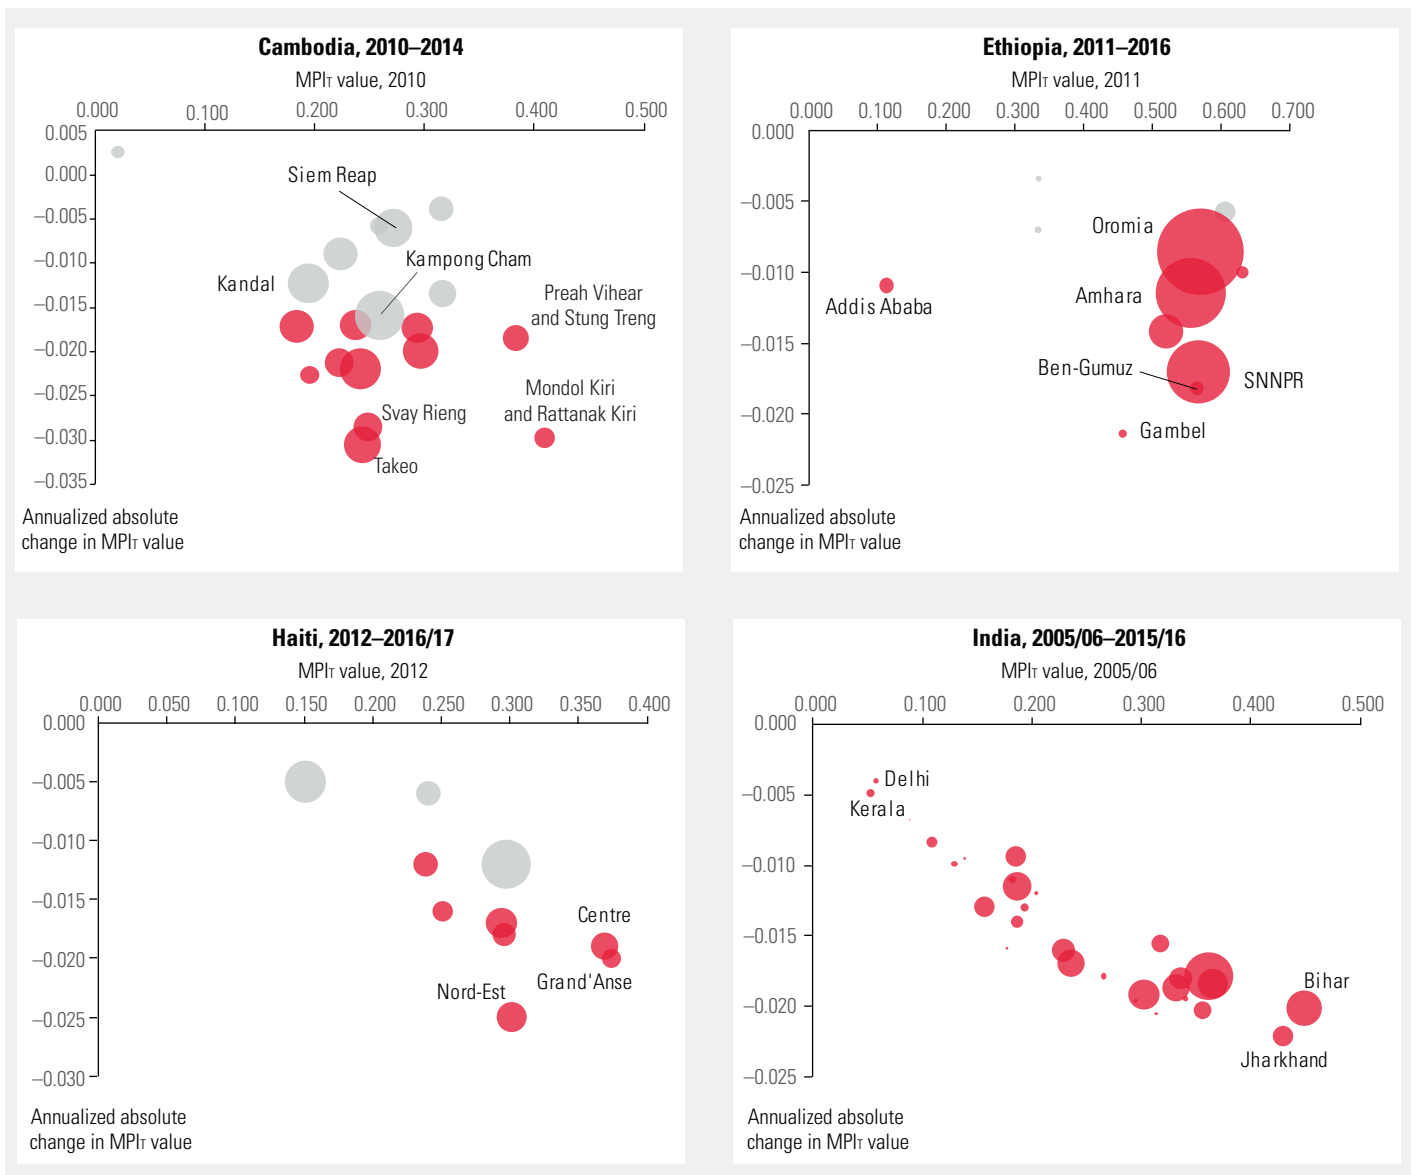 Cambodia, 2010–2014
MPIT value, 2010
0.000 0.100 0.200 0.300 0.400 0.500
0.005
0.000
–0.005
–0.010
–0.015
–0.020
–0.025
–0.030
–0.035
Siem Reap
Kampong Cham
Kandal
Preah Vihear
and Stung Treng
Mondol Kiri
and Rattanak Kiri
Svay Rieng
Takeo
Annualized absolute
change in MPIT value
Ethiopia, 2011–2016
MPIT value, 2011
0.000 0.100 0.200 0.300 0.400 0.500 0.600 0.700
0.000
–0.005
–0.010
–0.015
–0.020
–0.025
Oromia
Amhara
Addis Ababa
Ben-Gumuz
SNNPR
Gambel
Annualized absolute
change in MPIT value
Haiti, 2012–2016/17
MPIT value, 2012
0.000 0.050 0.100 0.150 0.200 0.250 0.300 0.350 0.400
0.000
–0.005
–0.010
–0.015
–0.020
–0.025
–0.030
Centre
Grand'Anse
Nord-Est
Annualized absolute
change in MPIT value
India, 2005/06–2015/16
MPIT value, 2005/06
0.000 0.100 0.200 0.300 0.400 0.500
0.000
–0.005
–0.010
–0.015
–0.020
–0.025
Delhi
Kerala
Bihar
Jharkhand
Annualized absolute
change in MPIT value